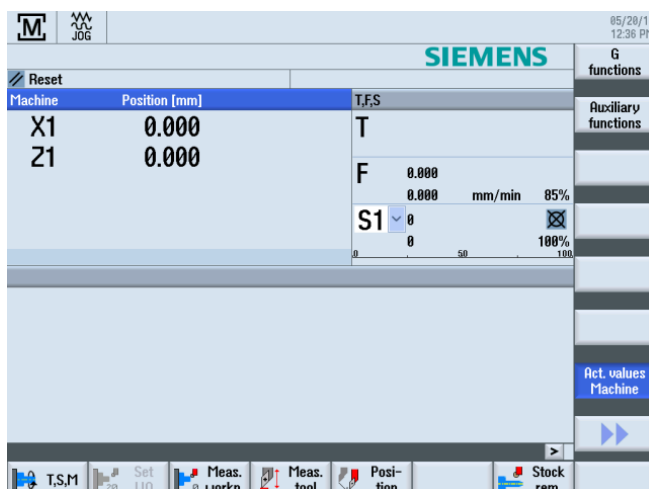 M JOG
05/20/1
12:36 PM
SIEMENS
G functions
Reset
Machine Position [mm] T,F,S
Auxiliary functions
X1 0.000 T
Z1 0.000
F 0.000
0.000 mm/min 85%
S1 0
0 100%
0 50 100
Act. values Machine
>
T,S,M
Set
Meas.
Meas. tool
Posi-tion
Stock rem.